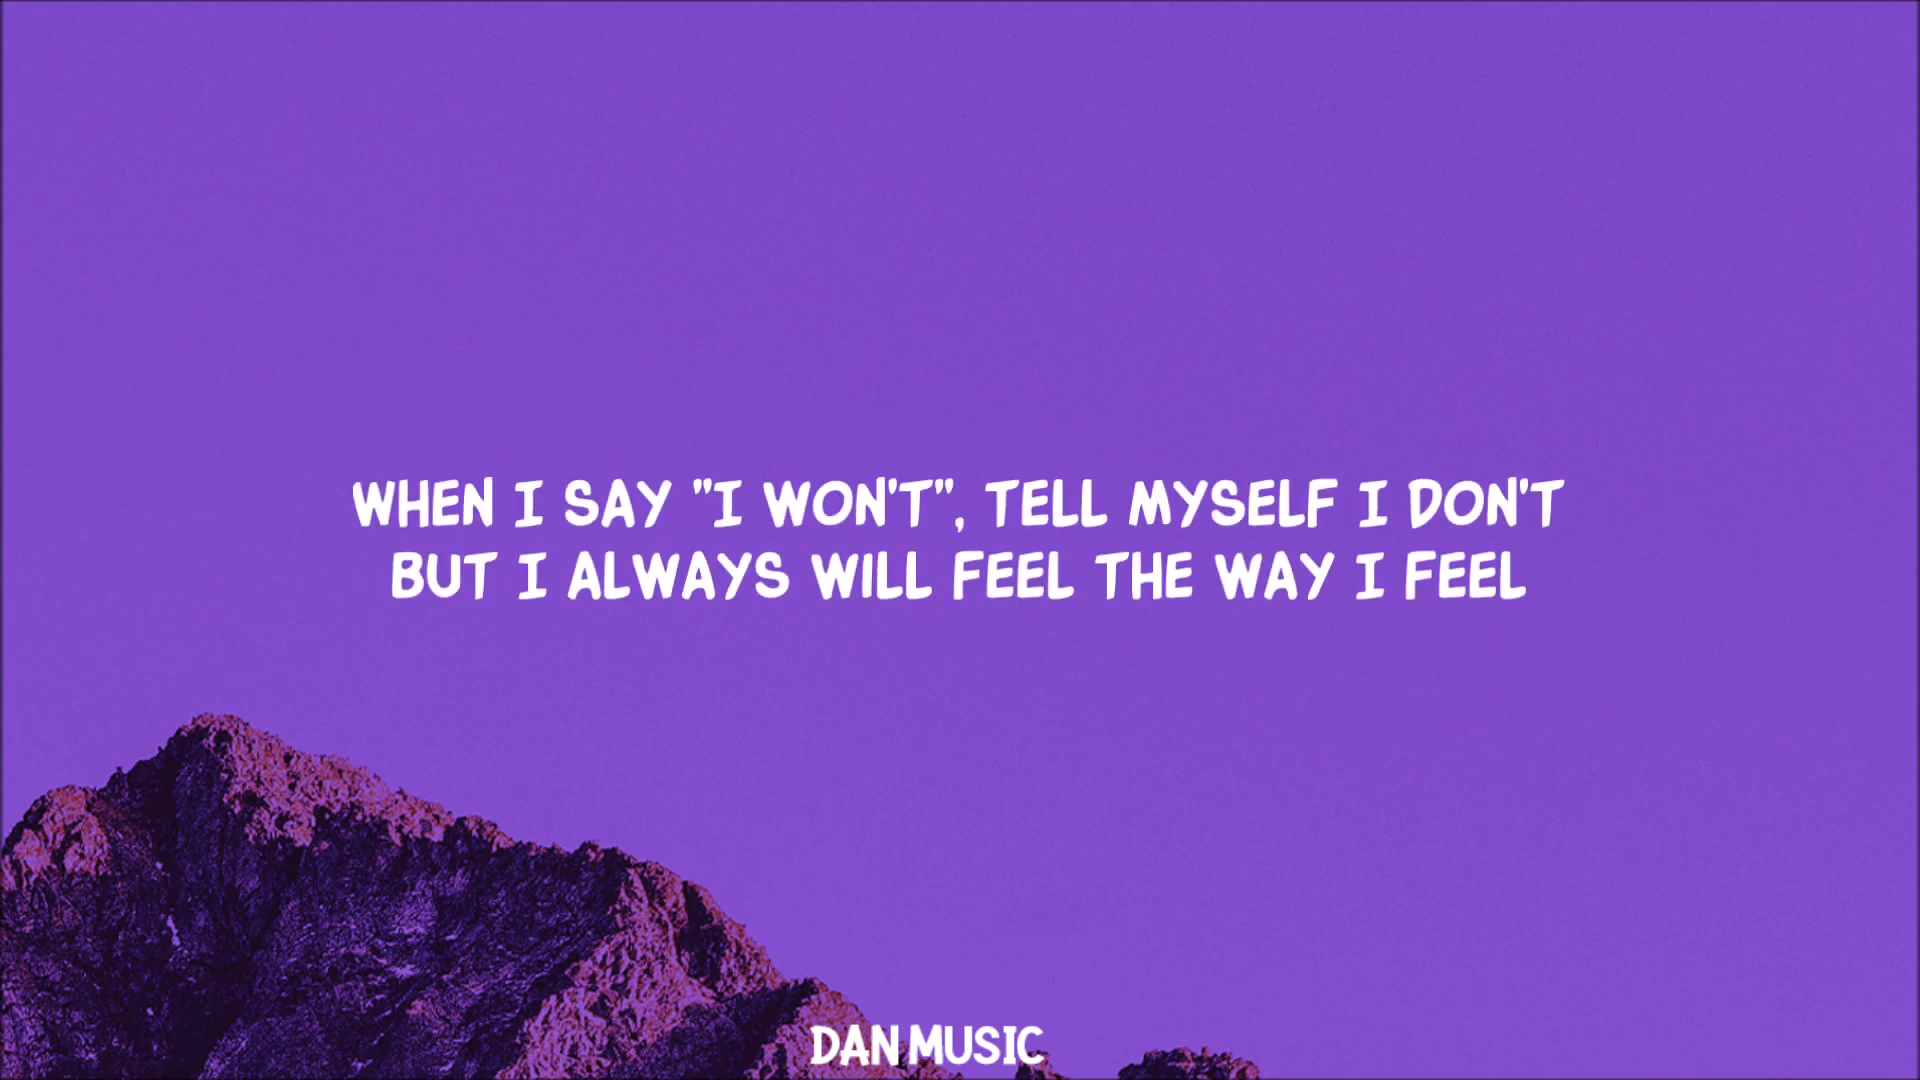 WHEN I SAY "I WON'T", TELL MYSELF I DON'T
BUT I ALWAYS WILL FEEL THE WAY I FEEL
DAN MUSIC